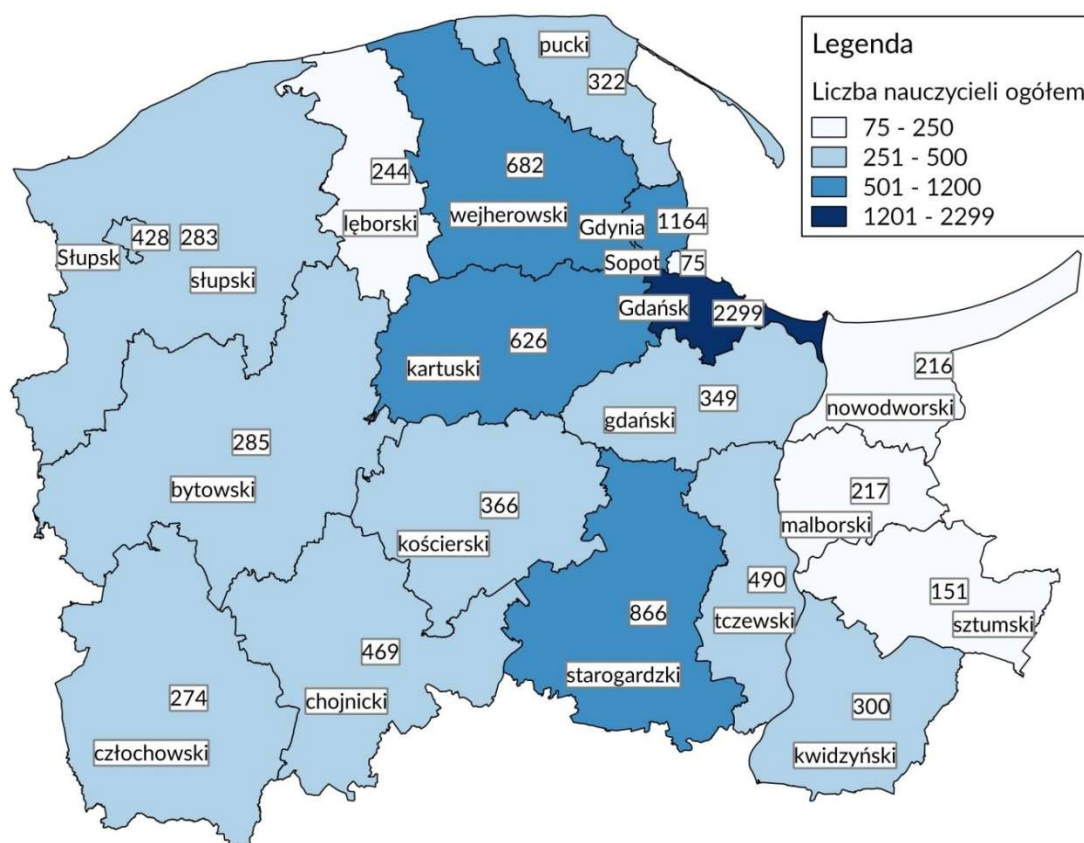 Legenda
Liczba nauczycieli ogółem
75 - 250
251 - 500
501 - 1200
1201 - 2299
pucki
322
244
lęborski
682
wejherowski
Gdynia
1164
Sopot
75
Słupsk
428
283
słupski
Gdańsk
2299
626
kartuski
349
gdański
216
nowodworski
285
bytowski
366
kościerski
217
malborski
490
tczewski
151
sztumski
866
starogardzki
469
chojnicki
274
człochowski
300
kwidzyński